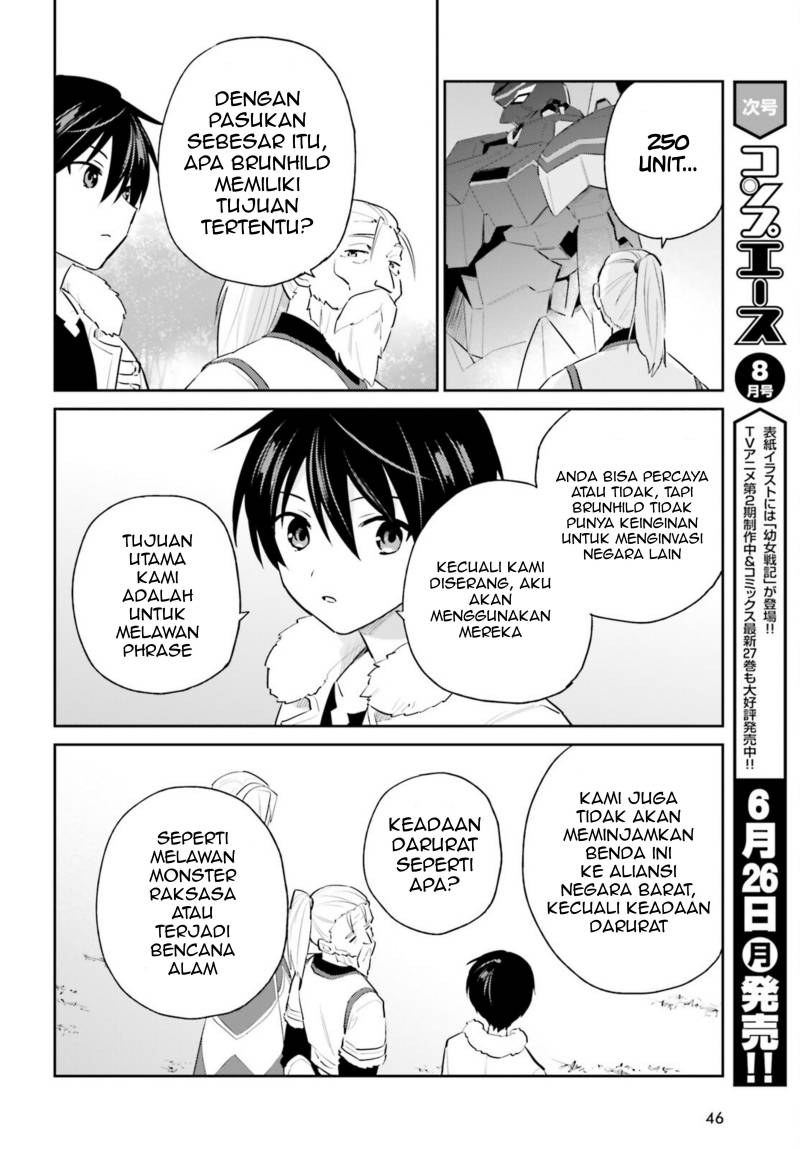 250
UNIT...
DENGAN
PASUKAN
SEBESAR ITU,
APA BRUNHILD
MEMILIKI
TUJUAN
TERTENTU?
ANDA BISA PERCAYA
ATAU TIDAK, TAPI
BRUNHILD TIDAK
PUNYA KEINGINAN
UNTUK MENGINVASI
NEGARA LAIN
KECUALI KAMI
DISERANG, AKU
AKAN
MENGGUNAKAN
MEREKA
TUJUAN
UTAMA
KAMI
ADALAH
UNTUK
MELAWAN
PHRASE
KAMI JUGA
TIDAK AKAN
MEMINJAMKAN
BENDA INI
KE ALIANSI
NEGARA BARAT,
KECUALI KEADAAN
DARURAT
KEADAAN
DARURAT
SEPERTI
APA?
SEPERTI
MELAWAN
MONSTER
RAKSASA
ATAU
TERJADI
BENCANA
ALAM
次号
コンプエース
8月号
表紙イラストには「幼女戦記」が登場!!
TVアニメ第2期制作中&コミックス最新27巻も大好評発売中!!
6月26日(月)発売!!
46